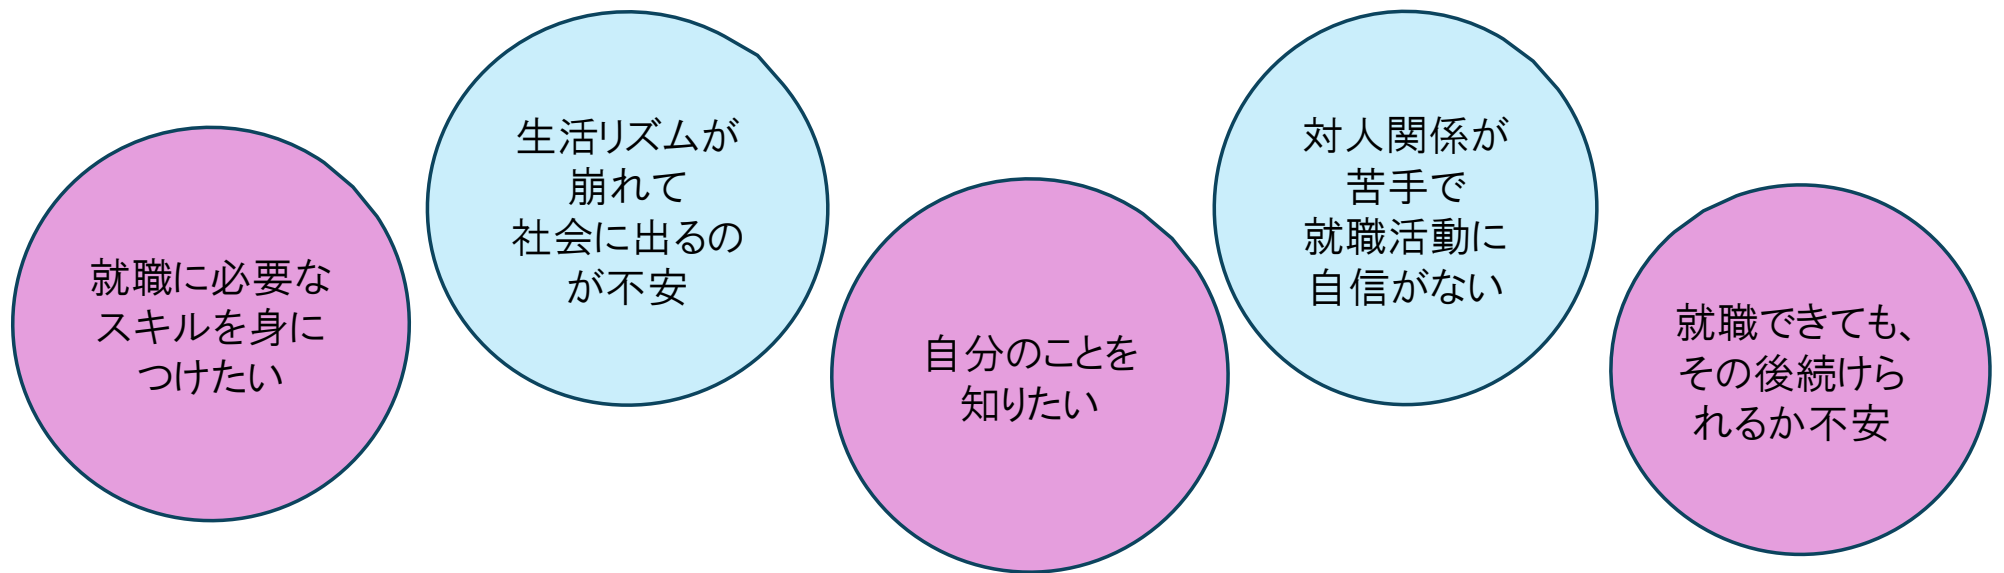 就職に必要な
スキルを身に
つけたい
生活リズムが
崩れて
社会に出るの
が不安
自分のことを
知りたい
対人関係が
苦手で
就職活動に
自信がない
就職できても、
その後続けら
れるか不安